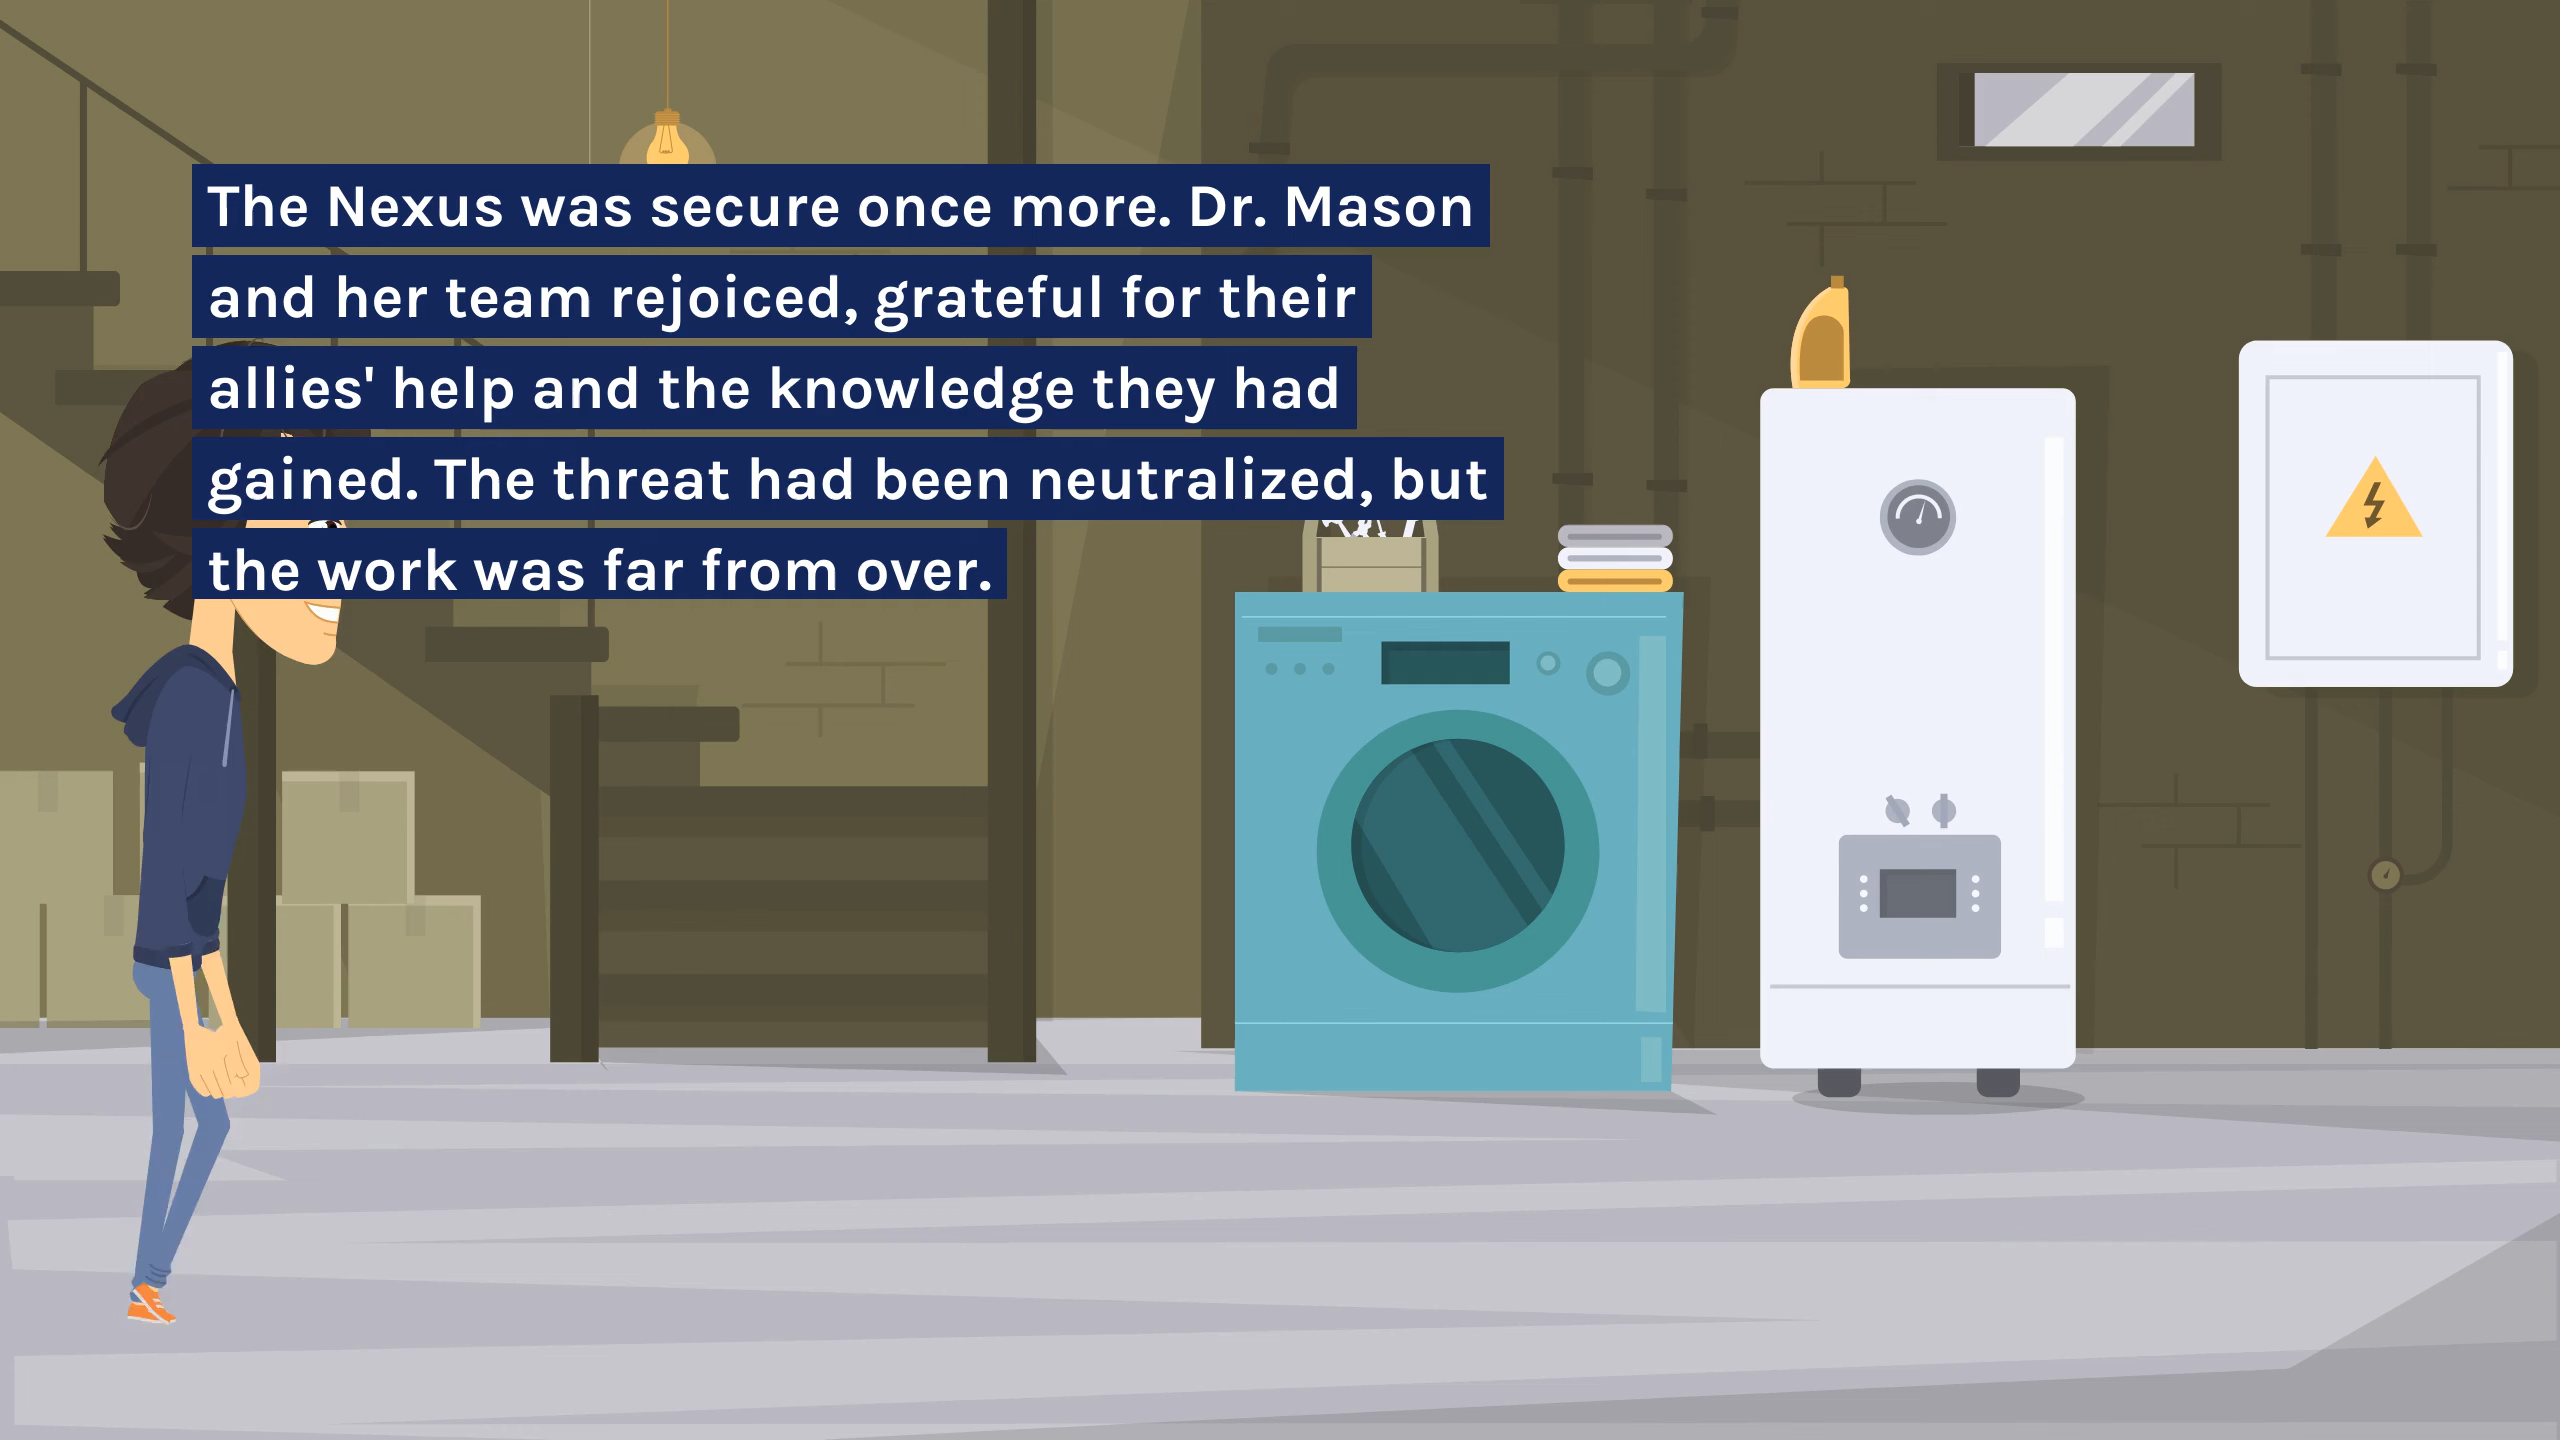 The Nexus was secure once more. Dr. Mason
and her team rejoiced, grateful for their
allies' help and the knowledge they had
gained. The threat had been neutralized, but
the work was far from over.